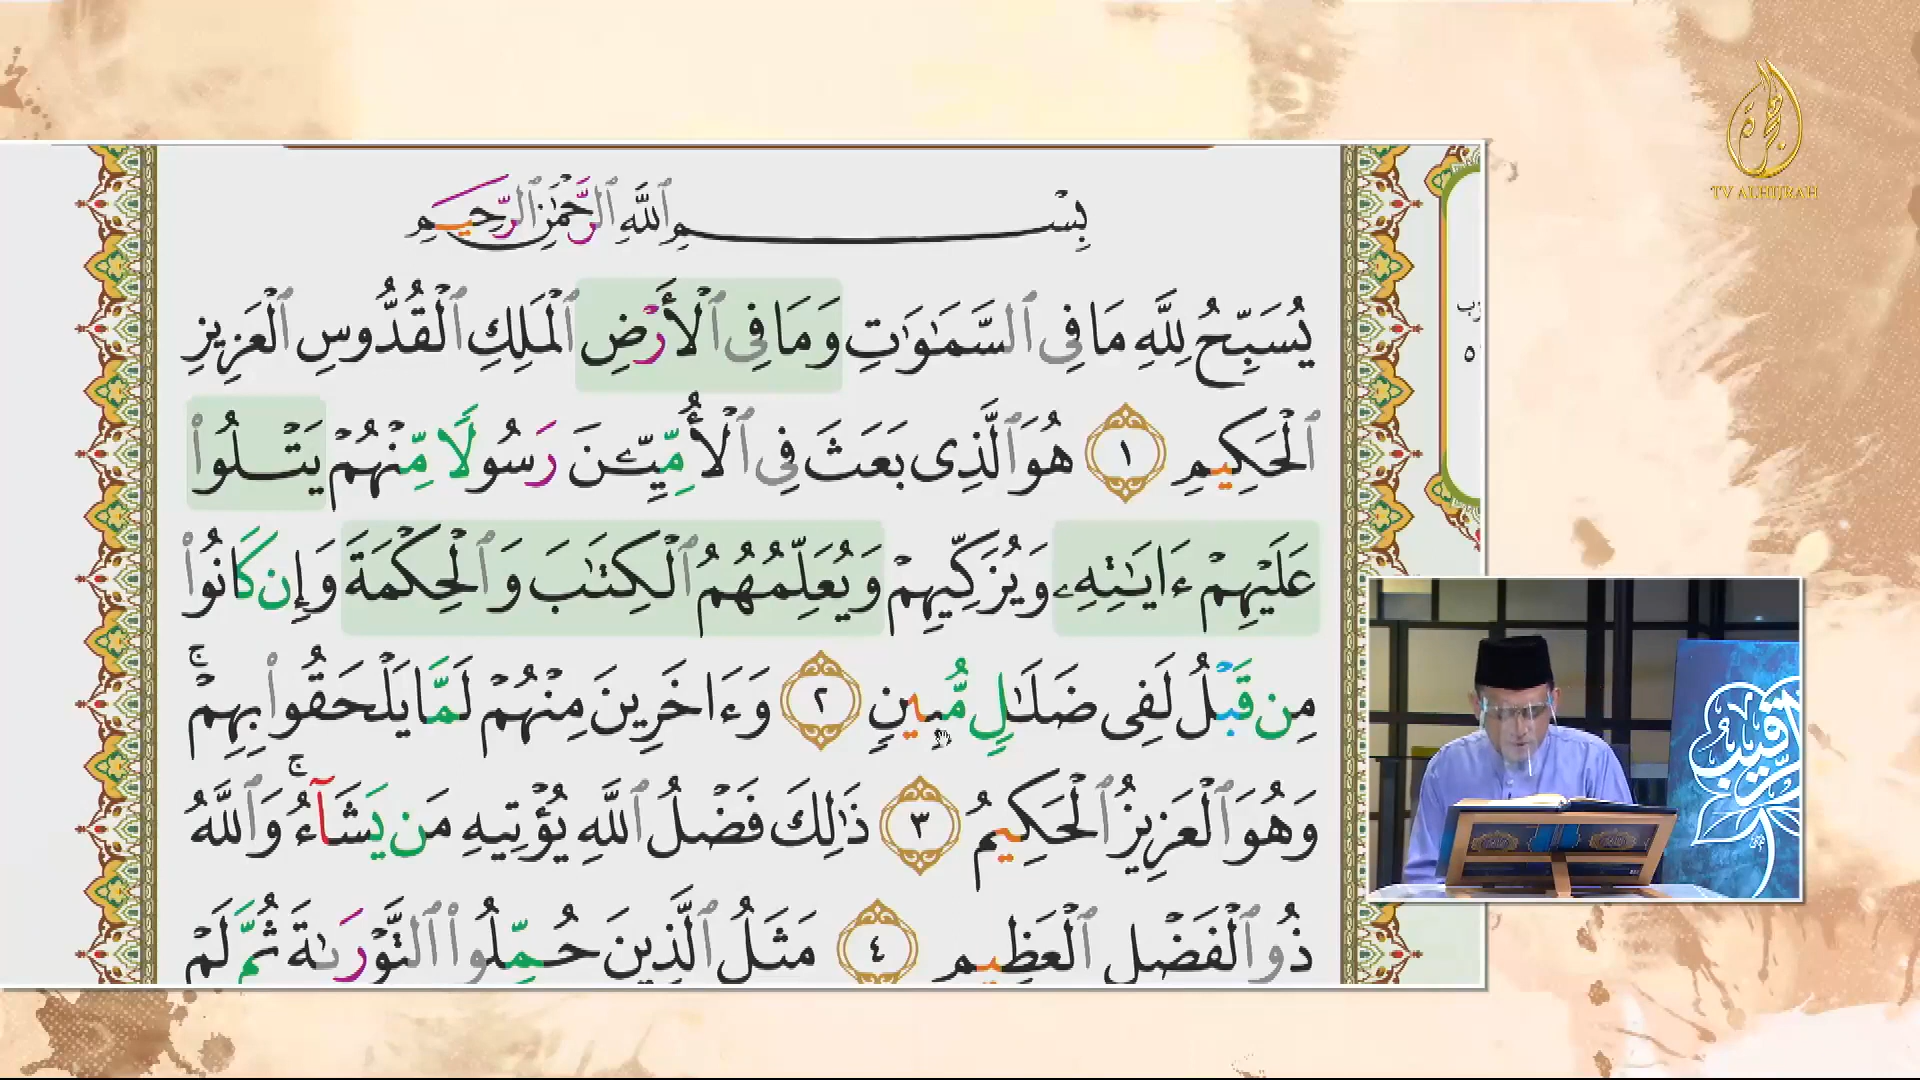 TV ALHIJRAH
بِسْمِ ٱللَّهِ ٱلرَّحْمَٰنِ ٱلرَّحِيمِ
يُسَبِّحُ لِلَّهِ مَا فِى ٱلسَّمَٰوَٰتِ وَمَا فِى ٱلْأَرْضِ ٱلْمَلِكِ ٱلْقُدُّوسِ ٱلْعَزِيزِ
ٱلْحَكِيمِ ١ هُوَ ٱلَّذِى بَعَثَ فِى ٱلْأُمِّيِّـۧنَ رَسُولًا مِّنْهُمْ يَتْلُوا۟
عَلَيْهِمْ ءَايَٰتِهِۦ وَيُزَكِّيهِمْ وَيُعَلِّمُهُمُ ٱلْكِتَٰبَ وَٱلْحِكْمَةَ وَإِن كَانُوا۟
مِن قَبْلُ لَفِى ضَلَٰلٍ مُّبِينٍ ٢ وَءَاخَرِينَ مِنْهُمْ لَمَّا يَلْحَقُوا۟ بِهِمْ ۚ
وَهُوَ ٱلْعَزِيزُ ٱلْحَكِيمُ ٣ ذَٰلِكَ فَضْلُ ٱللَّهِ يُؤْتِيهِ مَن يَشَآءُ ۚ وَٱللَّهُ
ذُو ٱلْفَضْلِ ٱلْعَظِيمِ ٤ مَثَلُ ٱلَّذِينَ حُمِّلُوا۟ ٱلتَّوْرَىٰةَ ثُمَّ لَمْ